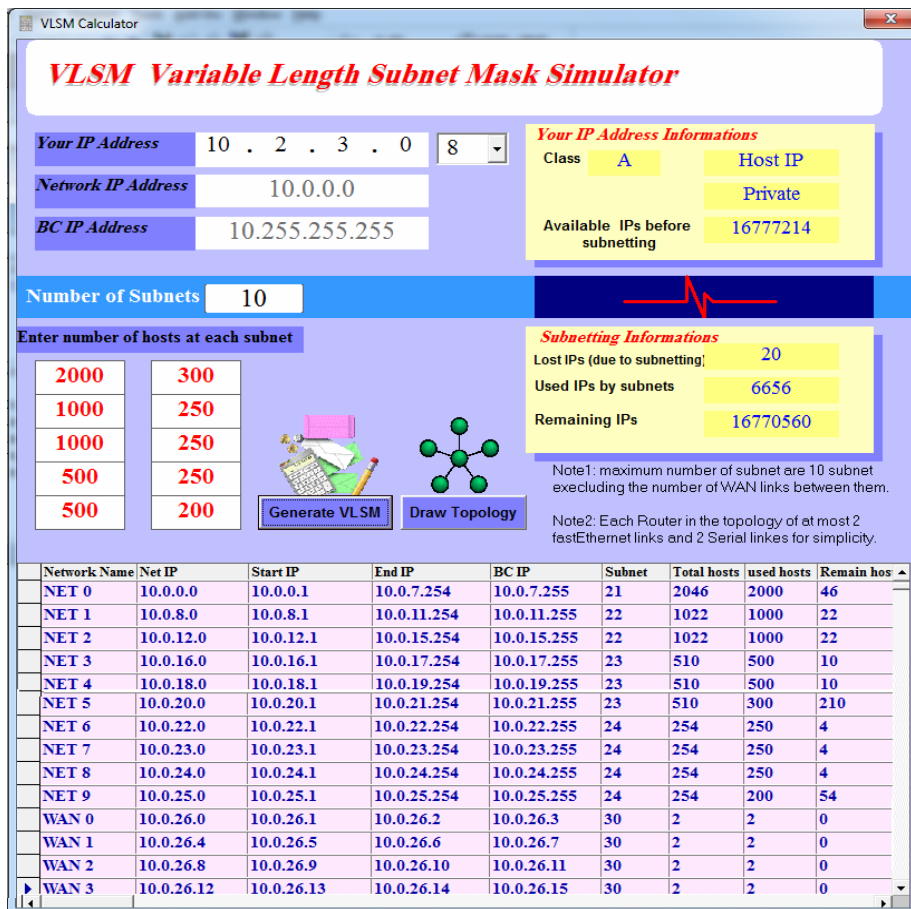 VLSM Calculator
VLSM Variable Length Subnet Mask Simulator
Your IP Address 10 . 2 . 3 . 0 8
Network IP Address 10.0.0.0
BC IP Address 10.255.255.255
Your IP Address Informations
Class A Host IP
Private
Available IPs before subnetting 16777214
Number of Subnets 10
Enter number of hosts at each subnet
2000 300
1000 250
1000 250
500 250
500 200
Generate VLSM Draw Topology
Subnetting Informations
Lost IPs (due to subnetting) 20
Used IPs by subnets 6656
Remaining IPs 16770560
Note1: maximum number of subnet are 10 subnet
execluding the number of WAN links between them.
Note2: Each Router in the topology of at most 2
fastEthernet links and 2 Serial linkes for simplicity.
Network Name Net IP Start IP End IP BC IP Subnet Total hosts used hosts Remain hos
NET 0 10.0.0.0 10.0.0.1 10.0.7.254 10.0.7.255 21 2046 2000 46
NET 1 10.0.8.0 10.0.8.1 10.0.11.254 10.0.11.255 22 1022 1000 22
NET 2 10.0.12.0 10.0.12.1 10.0.15.254 10.0.15.255 22 1022 1000 22
NET 3 10.0.16.0 10.0.16.1 10.0.17.254 10.0.17.255 23 510 500 10
NET 4 10.0.18.0 10.0.18.1 10.0.19.254 10.0.19.255 23 510 500 10
NET 5 10.0.20.0 10.0.20.1 10.0.21.254 10.0.21.255 23 510 300 210
NET 6 10.0.22.0 10.0.22.1 10.0.22.254 10.0.22.255 24 254 250 4
NET 7 10.0.23.0 10.0.23.1 10.0.23.254 10.0.23.255 24 254 250 4
NET 8 10.0.24.0 10.0.24.1 10.0.24.254 10.0.24.255 24 254 250 4
NET 9 10.0.25.0 10.0.25.1 10.0.25.254 10.0.25.255 24 254 200 54
WAN 0 10.0.26.0 10.0.26.1 10.0.26.2 10.0.26.3 30 2 2 0
WAN 1 10.0.26.4 10.0.26.5 10.0.26.6 10.0.26.7 30 2 2 0
WAN 2 10.0.26.8 10.0.26.9 10.0.26.10 10.0.26.11 30 2 2 0
WAN 3 10.0.26.12 10.0.26.13 10.0.26.14 10.0.26.15 30 2 2 0